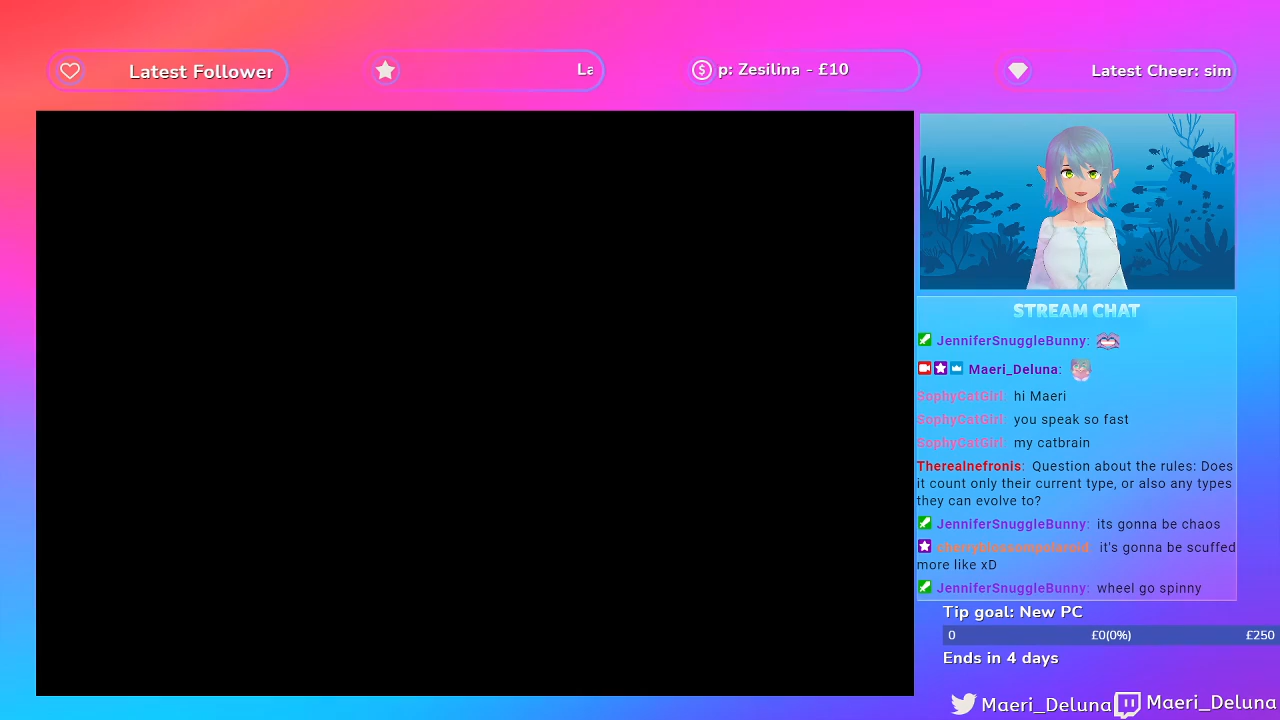 Latest Follower
La
p: Zesilina - £10
Latest Cheer: sim
STREAM CHAT
JenniferSnuggleBunny:
Maeri_Deluna:
SophyCatGirl: hi Maeri
SophyCatGirl: you speak so fast
SophyCatGirl: my catbrain
Therealnefronis: Question about the rules: Does
it count only their current type, or also any types
they can evolve to?
JenniferSnuggleBunny: its gonna be chaos
cherryblossompolaroid: it's gonna be scuffed
more like xD
JenniferSnuggleBunny: wheel go spinny
Tip goal: New PC
0 £0(0%) £250
Ends in 4 days
Maeri_Deluna Maeri_Deluna